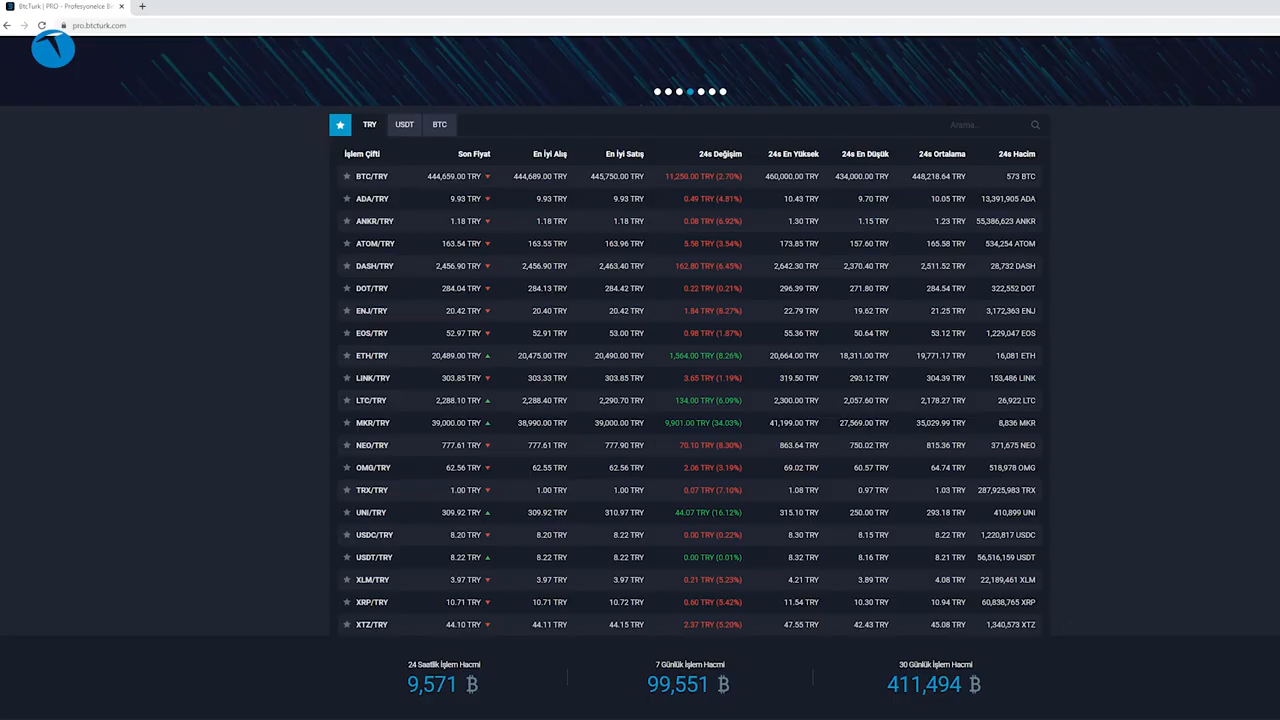 BtcTurk | PRO - Profesyonelce B
pro.btcturk.com
TRY USDT BTC Arama...
İşlem Çifti Son Fiyat En İyi Alış En İyi Satış 24s Değişim 24s En Yüksek 24s En Düşük 24s Ortalama 24s Hacim
BTC/TRY 444,659.00 TRY 444,689.00 TRY 445,750.00 TRY 11,250.00 TRY (2.70%) 460,000.00 TRY 434,000.00 TRY 448,218.64 TRY 573 BTC
ADA/TRY 9.93 TRY 9.93 TRY 9.93 TRY 0.49 TRY (4.81%) 10.43 TRY 9.70 TRY 10.05 TRY 13,391,905 ADA
ANKR/TRY 1.18 TRY 1.18 TRY 1.18 TRY 0.08 TRY (6.92%) 1.30 TRY 1.15 TRY 1.23 TRY 55,386,623 ANKR
ATOM/TRY 163.54 TRY 163.55 TRY 163.96 TRY 5.58 TRY (3.54%) 173.85 TRY 157.60 TRY 165.58 TRY 534,254 ATOM
DASH/TRY 2,456.90 TRY 2,456.90 TRY 2,463.40 TRY 162.80 TRY (6.45%) 2,642.30 TRY 2,370.40 TRY 2,511.52 TRY 28,732 DASH
DOT/TRY 284.04 TRY 284.13 TRY 284.42 TRY 0.22 TRY (0.21%) 296.39 TRY 271.80 TRY 284.54 TRY 322,552 DOT
ENJ/TRY 20.42 TRY 20.40 TRY 20.42 TRY 1.84 TRY (8.27%) 22.79 TRY 19.62 TRY 21.25 TRY 3,172,363 ENJ
EOS/TRY 52.97 TRY 52.91 TRY 53.00 TRY 0.98 TRY (1.87%) 55.36 TRY 50.64 TRY 53.12 TRY 1,229,047 EOS
ETH/TRY 20,489.00 TRY 20,475.00 TRY 20,490.00 TRY 1,564.00 TRY (8.26%) 20,664.00 TRY 18,311.00 TRY 19,771.17 TRY 16,081 ETH
LINK/TRY 303.85 TRY 303.33 TRY 303.85 TRY 3.65 TRY (1.19%) 319.50 TRY 293.12 TRY 304.39 TRY 153,486 LINK
LTC/TRY 2,288.10 TRY 2,288.40 TRY 2,290.70 TRY 134.00 TRY (6.09%) 2,300.00 TRY 2,057.60 TRY 2,178.27 TRY 26,922 LTC
MKR/TRY 39,000.00 TRY 38,990.00 TRY 39,000.00 TRY 9,901.00 TRY (34.03%) 41,199.00 TRY 27,569.00 TRY 35,029.99 TRY 8,836 MKR
NEO/TRY 777.61 TRY 777.61 TRY 777.90 TRY 70.10 TRY (8.30%) 863.64 TRY 750.02 TRY 815.36 TRY 371,675 NEO
OMG/TRY 62.56 TRY 62.55 TRY 62.56 TRY 2.06 TRY (3.19%) 69.02 TRY 60.57 TRY 64.74 TRY 518,978 OMG
TRX/TRY 1.00 TRY 1.00 TRY 1.00 TRY 0.07 TRY (7.10%) 1.08 TRY 0.97 TRY 1.03 TRY 287,925,983 TRX
UNI/TRY 309.92 TRY 309.92 TRY 310.97 TRY 44.07 TRY (16.12%) 315.10 TRY 250.00 TRY 293.18 TRY 410,899 UNI
USDC/TRY 8.20 TRY 8.20 TRY 8.22 TRY 0.00 TRY (0.22%) 8.30 TRY 8.15 TRY 8.22 TRY 1,220,817 USDC
USDT/TRY 8.22 TRY 8.22 TRY 8.22 TRY 0.00 TRY (0.01%) 8.32 TRY 8.16 TRY 8.21 TRY 56,516,159 USDT
XLM/TRY 3.97 TRY 3.97 TRY 3.97 TRY 0.21 TRY (5.23%) 4.21 TRY 3.89 TRY 4.08 TRY 22,189,461 XLM
XRP/TRY 10.71 TRY 10.71 TRY 10.72 TRY 0.60 TRY (5.42%) 11.54 TRY 10.30 TRY 10.94 TRY 60,838,765 XRP
XTZ/TRY 44.10 TRY 44.11 TRY 44.15 TRY 2.37 TRY (5.20%) 47.55 TRY 42.43 TRY 45.08 TRY 1,340,573 XTZ
24 Saatlik İşlem Hacmi 7 Günlük İşlem Hacmi 30 Günlük İşlem Hacmi
9,571 ₿ 99,551 ₿ 411,494 ₿